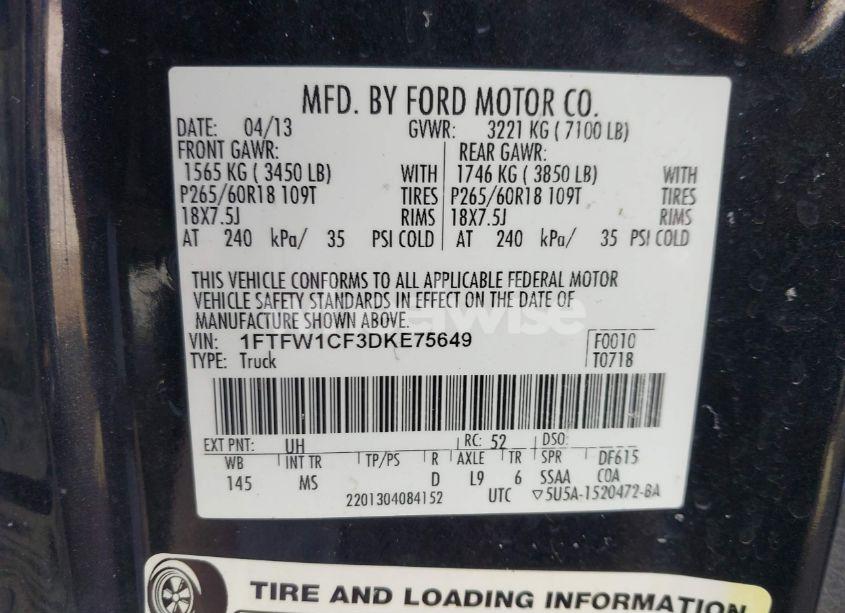 MFD. BY FORD MOTOR CO.
DATE: 04/13 GVWR: 3221 KG ( 7100 LB)
FRONT GAWR: REAR GAWR:
1565 KG ( 3450 LB) WITH 1746 KG ( 3850 LB) WITH
P265/60R18 109T TIRES P265/60R18 109T TIRES
18X7.5J RIMS 18X7.5J RIMS
AT 240 kPa/ 35 PSI COLD AT 240 kPa/ 35 PSI COLD
THIS VEHICLE CONFORMS TO ALL APPLICABLE FEDERAL MOTOR
VEHICLE SAFETY STANDARDS IN EFFECT ON THE DATE OF
MANUFACTURE SHOWN ABOVE.
VIN: 1FTFW1CF3DKE75649 F0010
TYPE: Truck T0718
EXT PNT: UH RC: 52 DSO:
WB INT TR TP/PS R AXLE TR SPR DF615
145 MS D L9 6 SSAA COA
2201304084152 UTC ▽5U5A-1520472-BA
TIRE AND LOADING INFORMATION